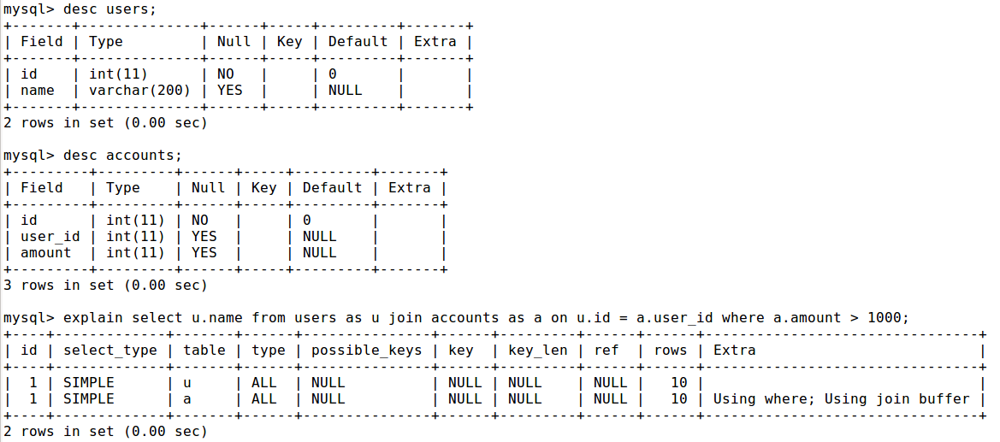 mysql> desc users;
+-------+--------------+------+-----+---------+-------+
| Field | Type         | Null | Key | Default | Extra |
+-------+--------------+------+-----+---------+-------+
| id    | int(11)      | NO   |     | 0       |       |
| name  | varchar(200) | YES  |     | NULL    |       |
+-------+--------------+------+-----+---------+-------+
2 rows in set (0.00 sec)

mysql> desc accounts;
+---------+---------+------+-----+---------+-------+
| Field   | Type    | Null | Key | Default | Extra |
+---------+---------+------+-----+---------+-------+
| id      | int(11) | NO   |     | 0       |       |
| user_id | int(11) | YES  |     | NULL    |       |
| amount  | int(11) | YES  |     | NULL    |       |
+---------+---------+------+-----+---------+-------+
3 rows in set (0.00 sec)

mysql> explain select u.name from users as u join accounts as a on u.id = a.user_id where a.amount > 1000;
+----+-------------+-------+------+---------------+------+---------+------+------+--------------------------------+
| id | select_type | table | type | possible_keys | key  | key_len | ref  | rows | Extra                          |
+----+-------------+-------+------+---------------+------+---------+------+------+--------------------------------+
|  1 | SIMPLE      | u     | ALL  | NULL          | NULL | NULL    | NULL |   10 |                                |
|  1 | SIMPLE      | a     | ALL  | NULL          | NULL | NULL    | NULL |   10 | Using where; Using join buffer |
+----+-------------+-------+------+---------------+------+---------+------+------+--------------------------------+
2 rows in set (0.00 sec)